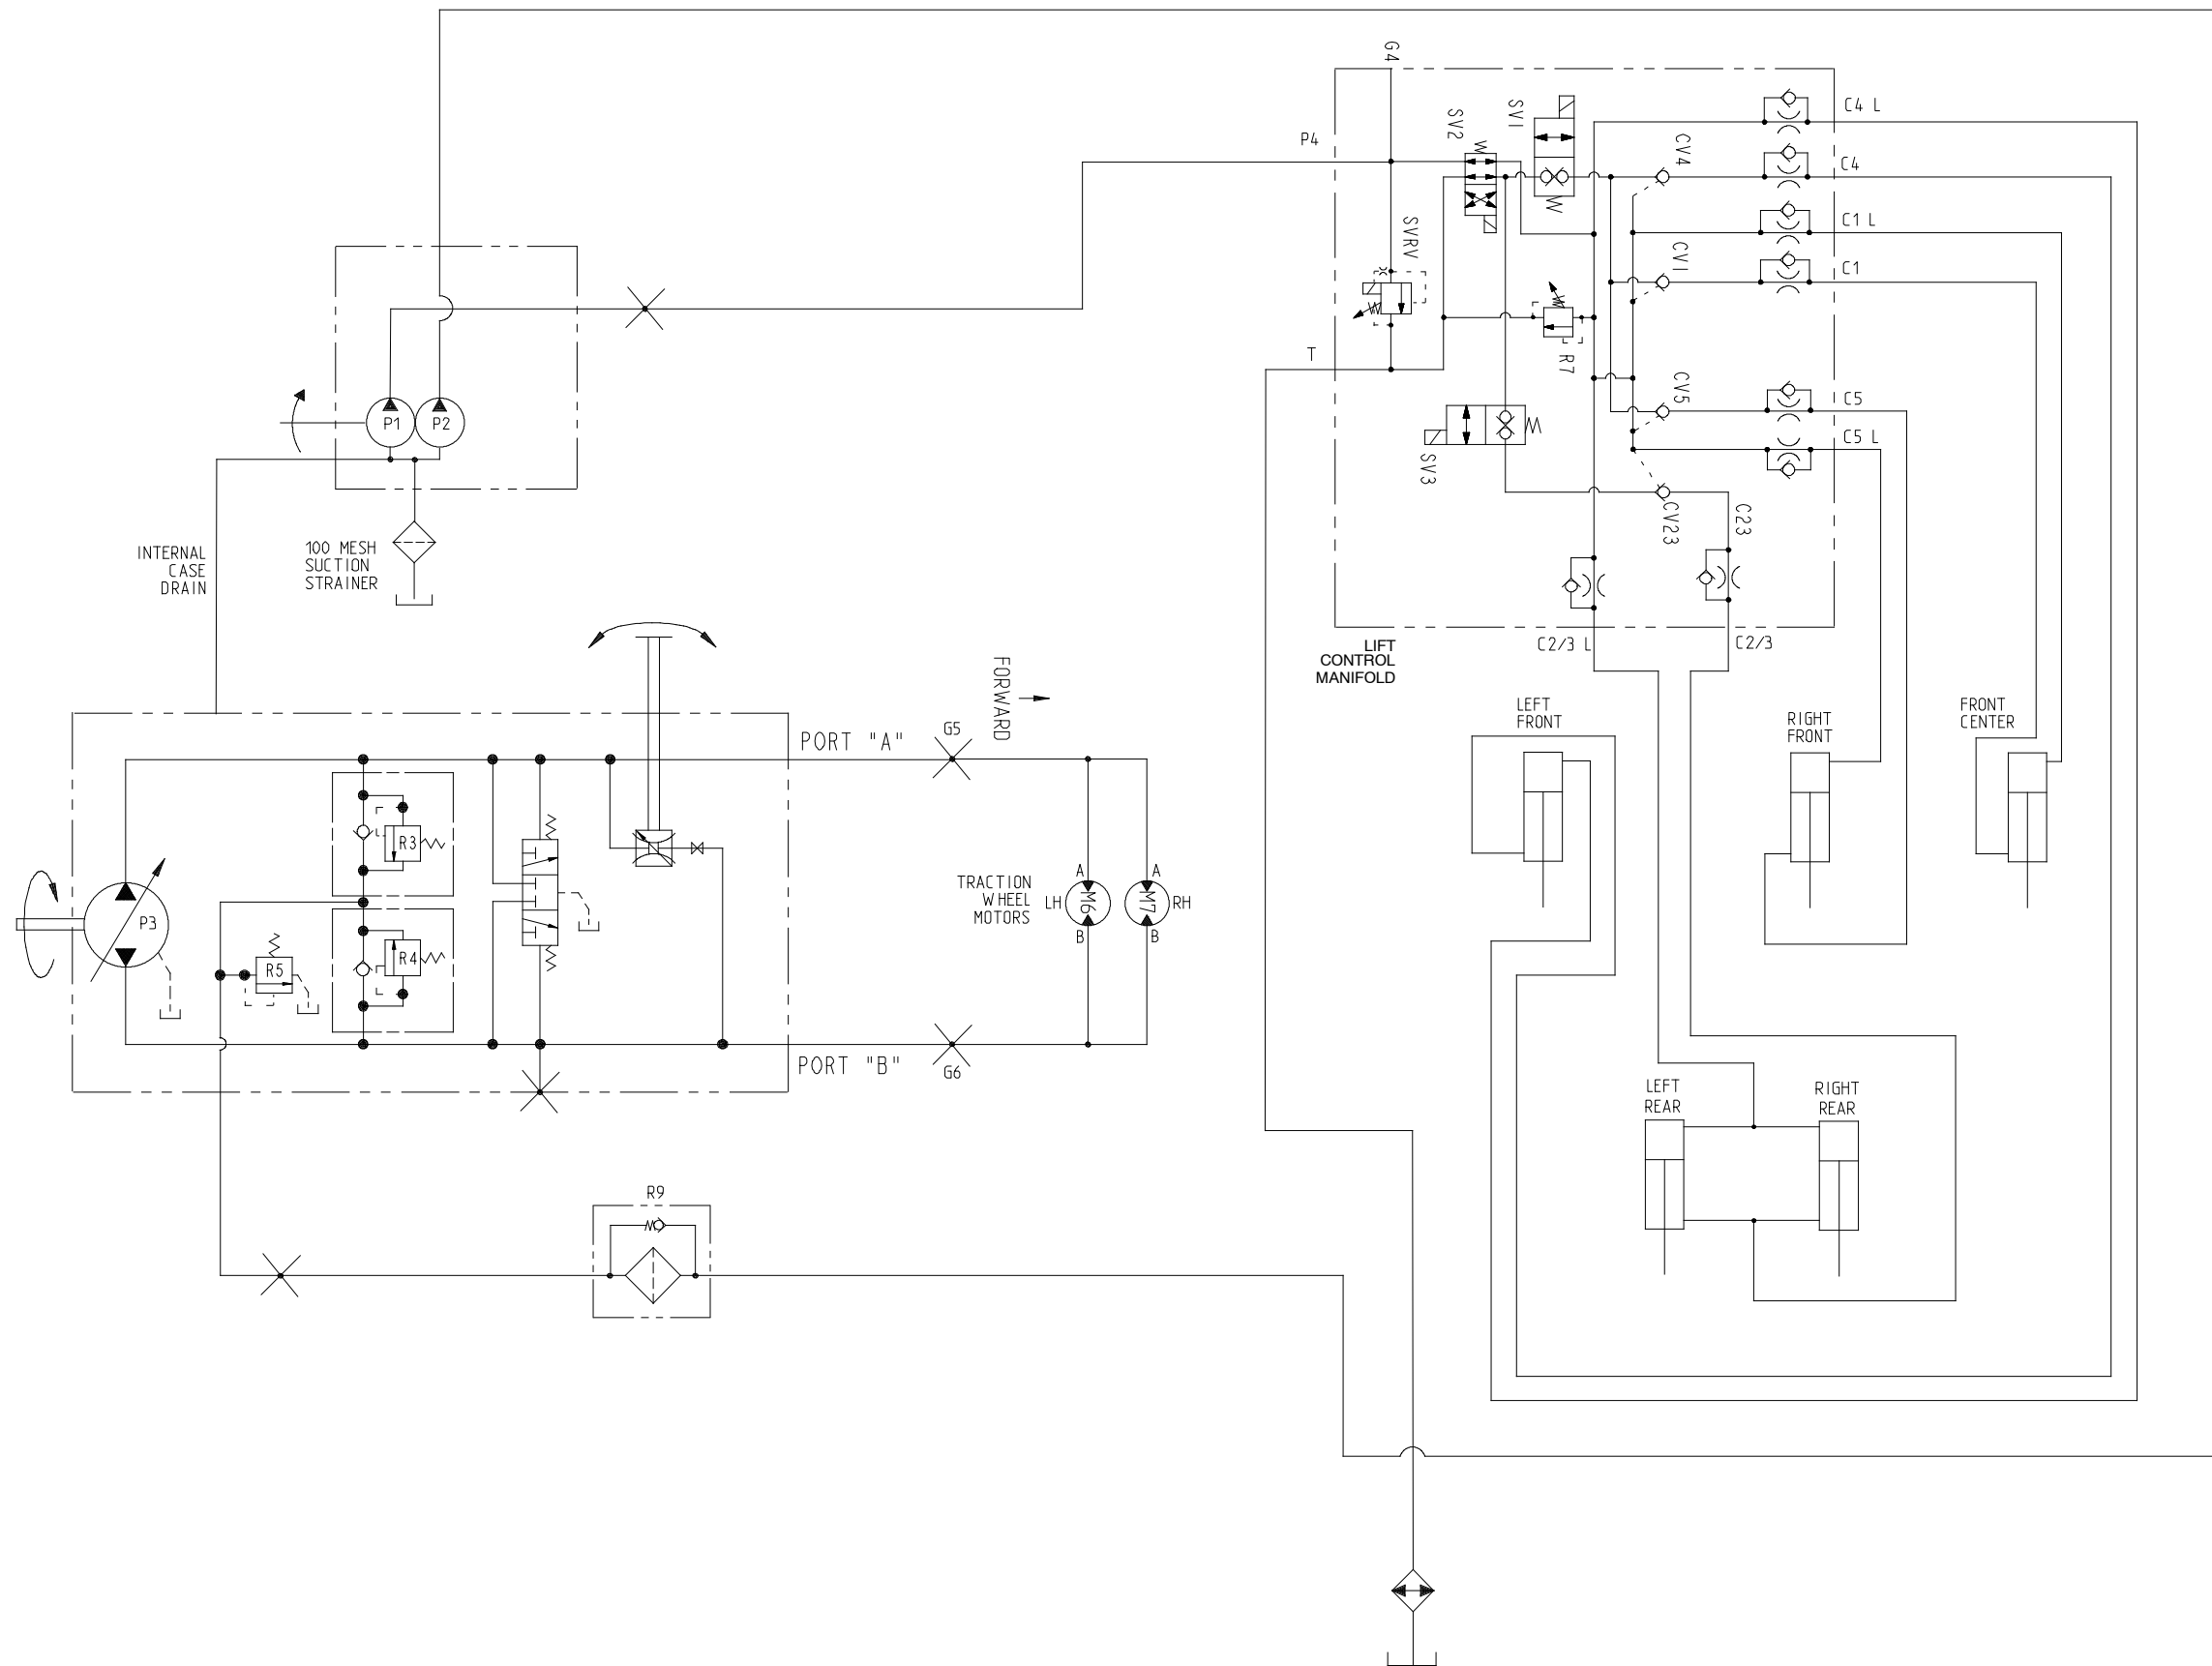 G4
P4
SV2
SV1
CV4
C4 L
C4
C1 L
C1
SVRV
CV1
R7
CV5
C5
C5 L
T
SV3
CV23
C23
P1
P2
INTERNAL
CASE
DRAIN
100 MESH
SUCTION
STRAINER
C2/3 L
C2/3
LIFT
CONTROL
MANIFOLD
FORWARD
LEFT
FRONT
RIGHT
FRONT
FRONT
CENTER
PORT "A"
G5
R3
P3
R4
R5
TRACTION
WHEEL
MOTORS
LH
A
M6
B
A
M7
B
RH
PORT "B"
G6
LEFT
REAR
RIGHT
REAR
R9